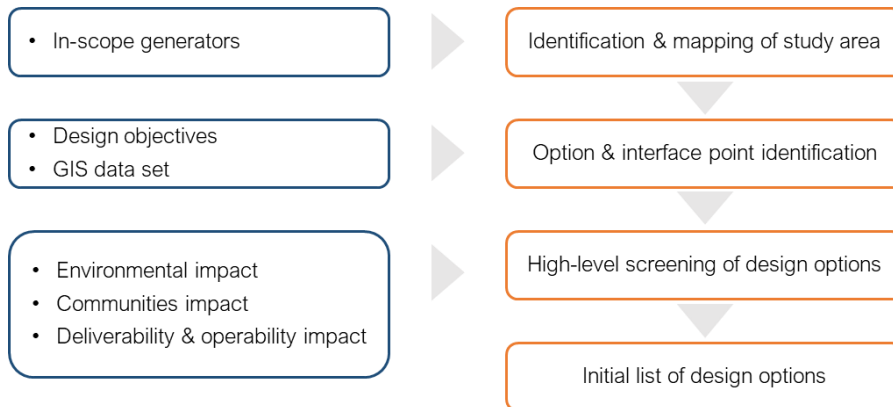 • In-scope generators
Identification & mapping of study area
• Design objectives
• GIS data set
Option & interface point identification
• Environmental impact
• Communities impact
• Deliverability & operability impact
High-level screening of design options
Initial list of design options